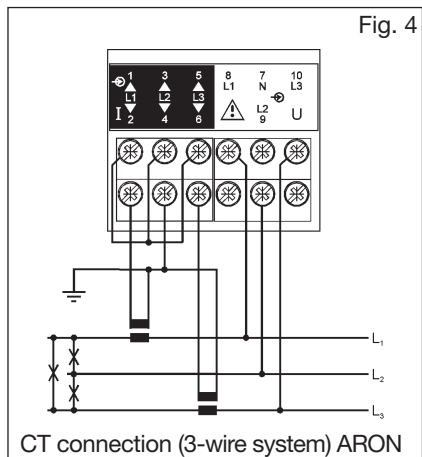 Fig. 4
1 3 5 8 7 10
L1 N L3
L1 L2 L3
I L2 U
2 4 6 9
L1
L2
L3
CT connection (3-wire system) ARON